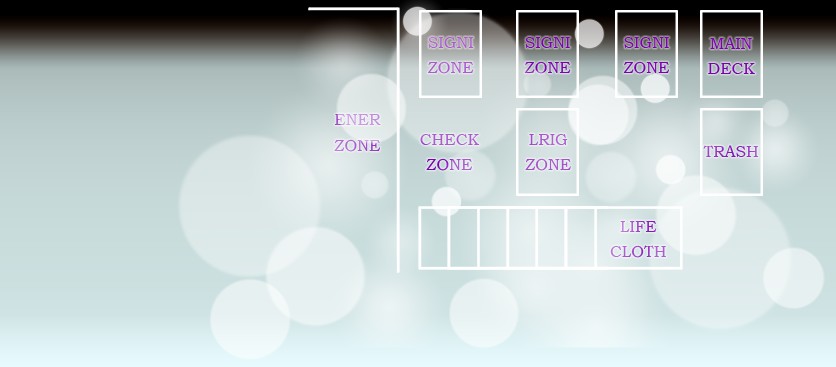 SIGNI
ZONE
SIGNI
ZONE
SIGNI
ZONE
MAIN
DECK
ENER
ZONE
CHECK
ZONE
LRIG
ZONE
TRASH
LIFE
CLOTH